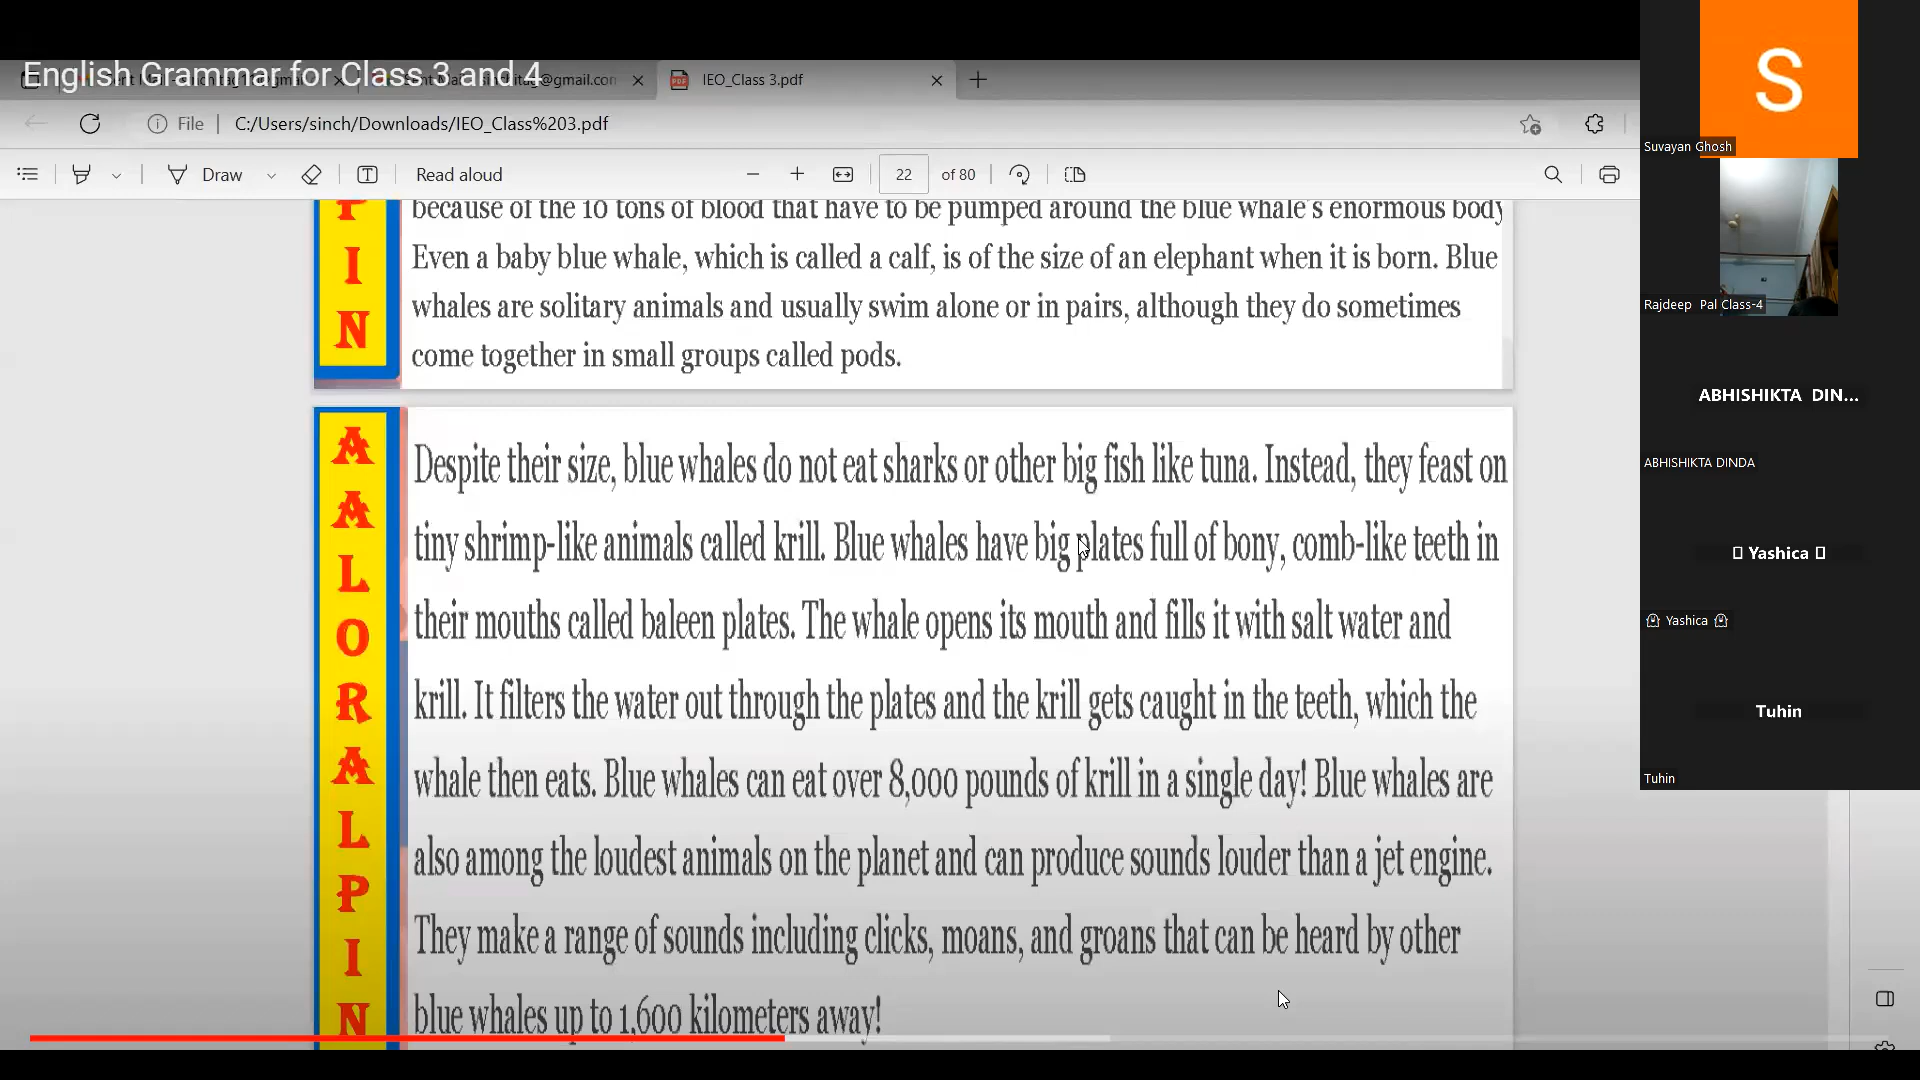 English Grammar for Class 3 and 4
IEO_Class 3.pdf
File
C:/Users/sinch/Downloads/IEO_Class%203.pdf
Draw
Read aloud
22
of 80
P
I
N
because of the 10 tons of blood that have to be pumped around the blue whale's enormous body
Even a baby blue whale, which is called a calf, is of the size of an elephant when it is born. Blue
whales are solitary animals and usually swim alone or in pairs, although they do sometimes
come together in small groups called pods.
A
A
L
O
R
A
L
P
I
N
Despite their size, blue whales do not eat sharks or other big fish like tuna. Instead, they feast on
tiny shrimp-like animals called krill. Blue whales have big plates full of bony, comb-like teeth in
their mouths called baleen plates. The whale opens its mouth and fills it with salt water and
krill. It filters the water out through the plates and the krill gets caught in the teeth, which the
whale then eats. Blue whales can eat over 8,000 pounds of krill in a single day! Blue whales are
also among the loudest animals on the planet and can produce sounds louder than a jet engine.
They make a range of sounds including clicks, moans, and groans that can be heard by other
blue whales up to 1,600 kilometers away!
S
Suvayan Ghosh
Rajdeep Pal Class-4
ABHISHIKTA DIN...
ABHISHIKTA DINDA
Yashica
Yashica
Tuhin
Tuhin